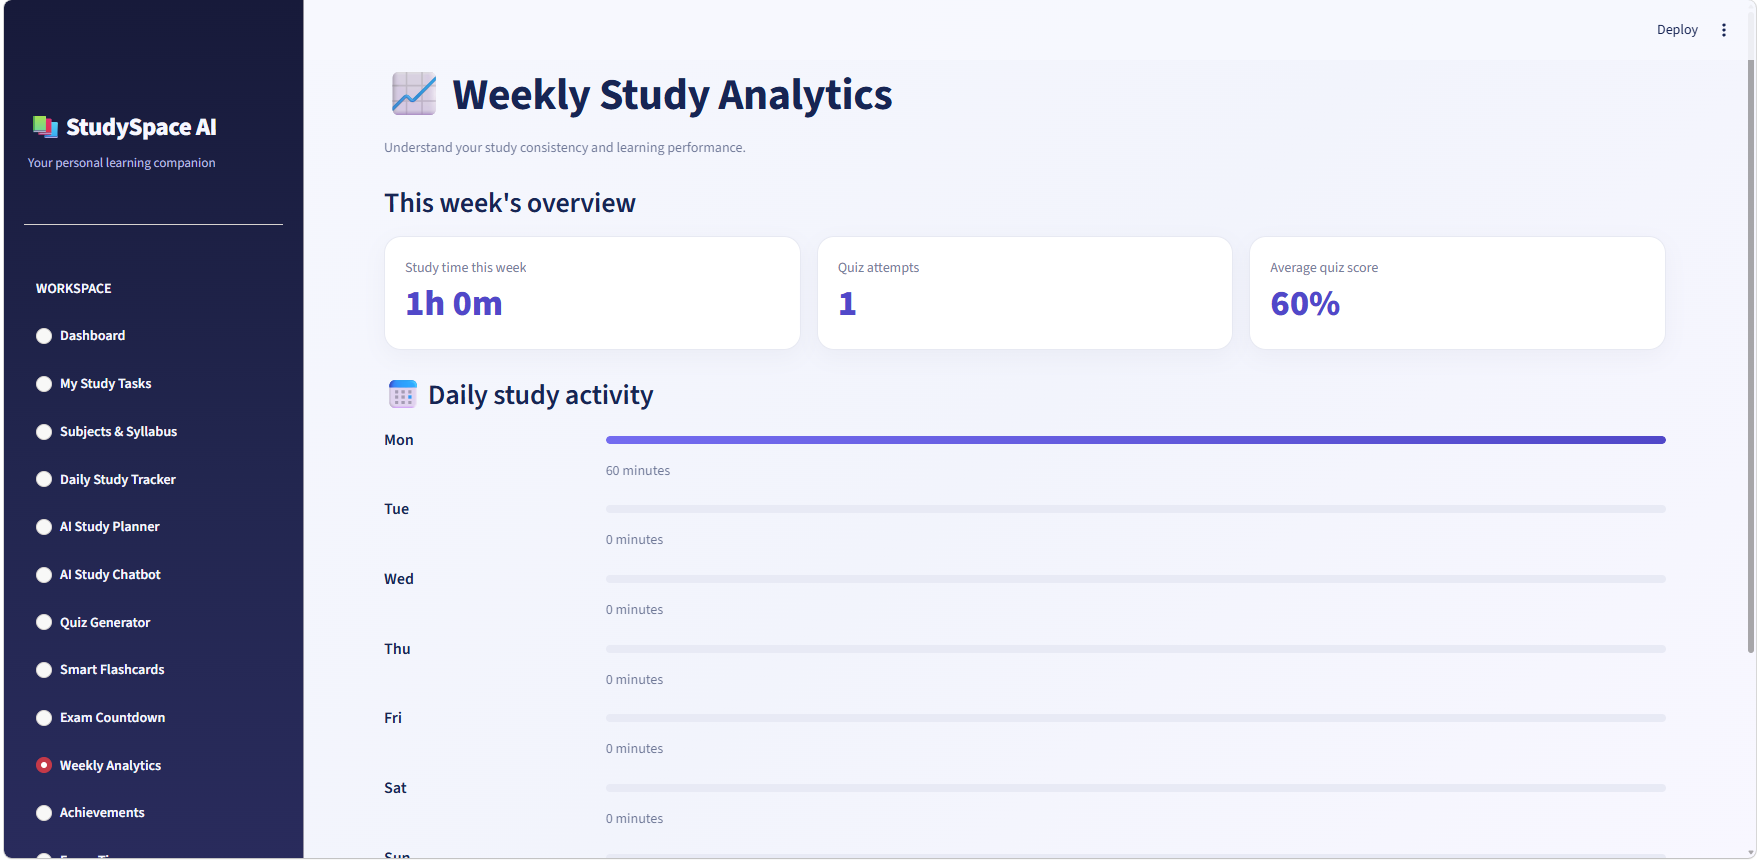 Deploy
StudySpace AI
Your personal learning companion
WORKSPACE
Dashboard
My Study Tasks
Subjects & Syllabus
Daily Study Tracker
AI Study Planner
AI Study Chatbot
Quiz Generator
Smart Flashcards
Exam Countdown
Weekly Analytics
Achievements
Weekly Study Analytics
Understand your study consistency and learning performance.
This week's overview
Study time this week
1h 0m
Quiz attempts
1
Average quiz score
60%
Daily study activity
Mon
60 minutes
Tue
0 minutes
Wed
0 minutes
Thu
0 minutes
Fri
0 minutes
Sat
0 minutes
Sun